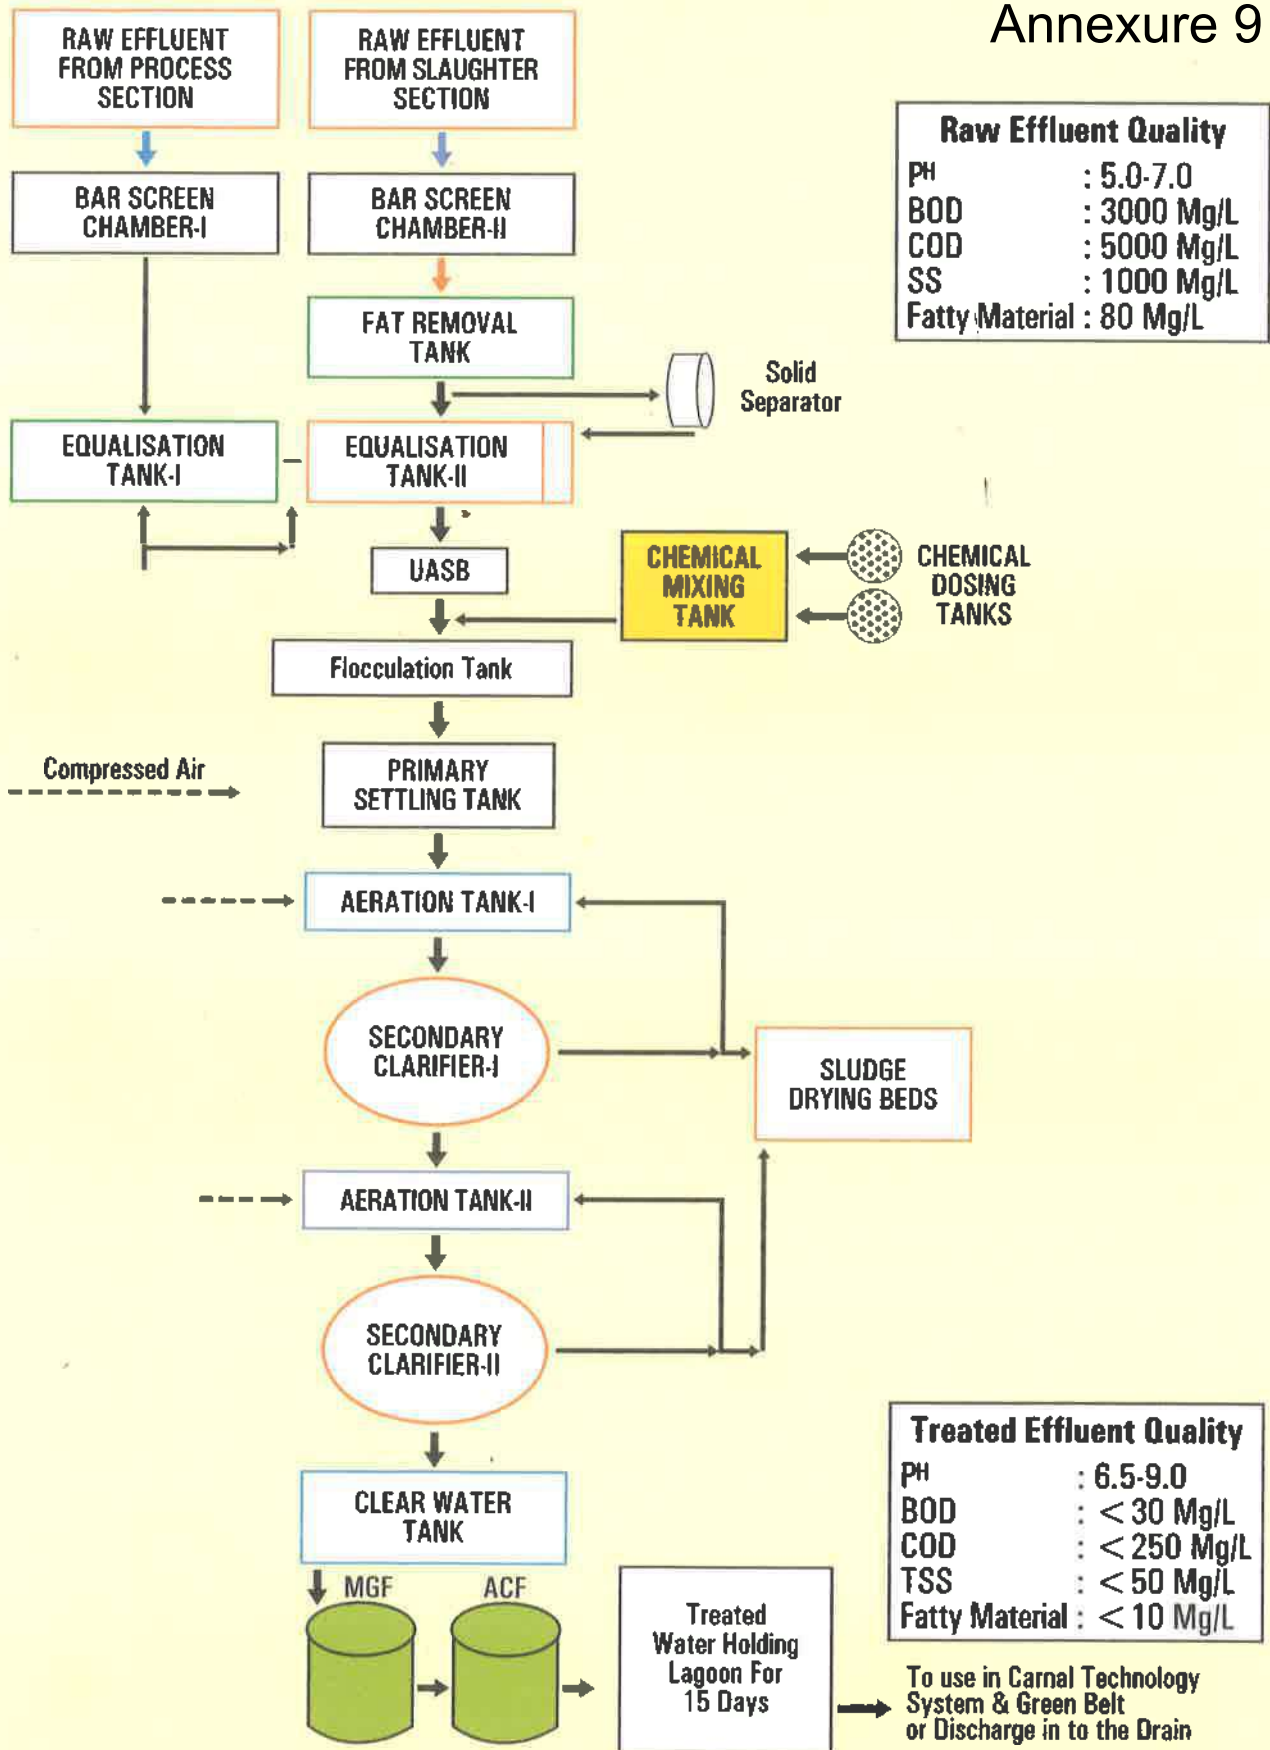 Annexure 9
RAW EFFLUENT
FROM PROCESS
SECTION
RAW EFFLUENT
FROM SLAUGHTER
SECTION
Raw Effluent Quality
PH : 5.0-7.0
BOD : 3000 Mg/L
COD : 5000 Mg/L
SS : 1000 Mg/L
Fatty Material : 80 Mg/L
BAR SCREEN
CHAMBER-I
BAR SCREEN
CHAMBER-II
FAT REMOVAL
TANK
Solid
Separator
EQUALISATION
TANK-I
EQUALISATION
TANK-II
UASB
CHEMICAL
MIXING
TANK
CHEMICAL
DOSING
TANKS
Flocculation Tank
Compressed Air
PRIMARY
SETTLING TANK
AERATION TANK-I
SECONDARY
CLARIFIER-I
SLUDGE
DRYING BEDS
AERATION TANK-II
SECONDARY
CLARIFIER-II
Treated Effluent Quality
PH : 6.5-9.0
BOD : < 30 Mg/L
COD : < 250 Mg/L
TSS : < 50 Mg/L
Fatty Material : < 10 Mg/L
CLEAR WATER
TANK
MGF
ACF
Treated
Water Holding
Lagoon For
15 Days
To use in Carnal Technology
System & Green Belt
or Discharge in to the Drain